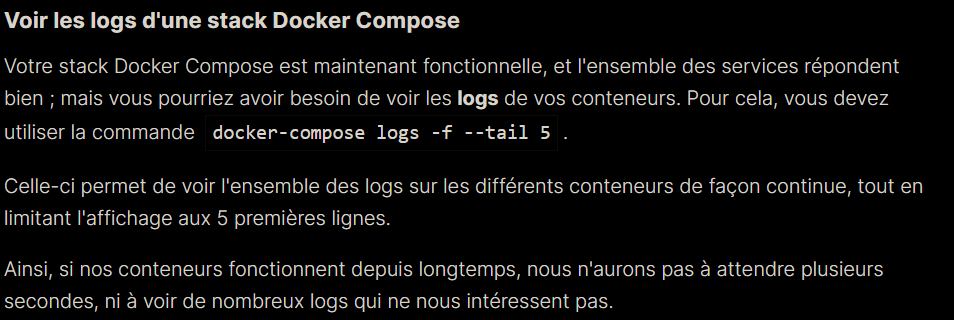 Voir les logs d'une stack Docker Compose
Votre stack Docker Compose est maintenant fonctionnelle, et l'ensemble des services répondent
bien ; mais vous pourriez avoir besoin de voir les logs de vos conteneurs. Pour cela, vous devez
utiliser la commande docker-compose logs -f --tail 5 .
Celle-ci permet de voir l'ensemble des logs sur les différents conteneurs de façon continue, tout en
limitant l'affichage aux 5 premières lignes.
Ainsi, si nos conteneurs fonctionnent depuis longtemps, nous n'aurons pas à attendre plusieurs
secondes, ni à voir de nombreux logs qui ne nous intéressent pas.